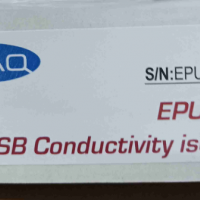 AQ
S/N:EPU
EPU
SB Conductivity is